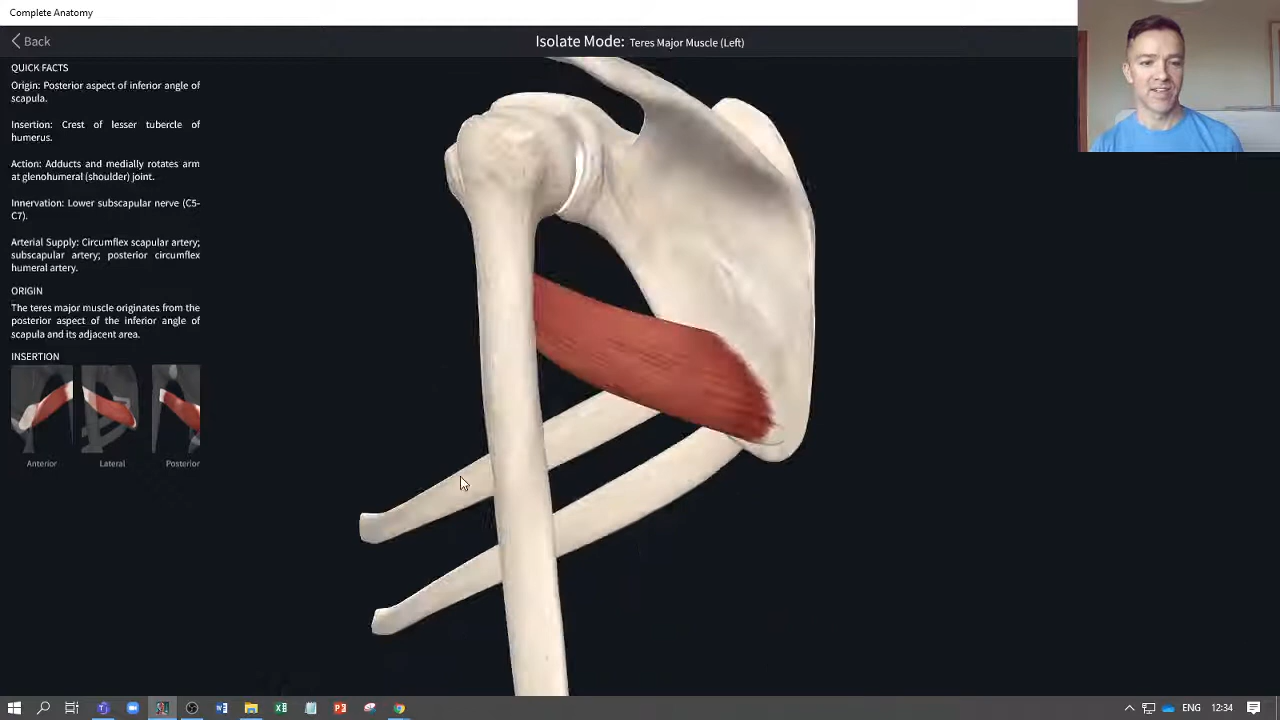 Complete Anatomy
Back
Isolate Mode: Teres Major Muscle (Left)
QUICK FACTS
Origin: Posterior aspect of inferior angle of
scapula.
Insertion: Crest of lesser tubercle of
humerus.
Action: Adducts and medially rotates arm
at glenohumeral (shoulder) joint.
Innervation: Lower subscapular nerve (C5-
C7).
Arterial Supply: Circumflex scapular artery;
subscapular artery; posterior circumflex
humeral artery.
ORIGIN
The teres major muscle originates from the
posterior aspect of the inferior angle of
scapula and its adjacent area.
INSERTION
Anterior
Lateral
Posterior
ENG
12:34